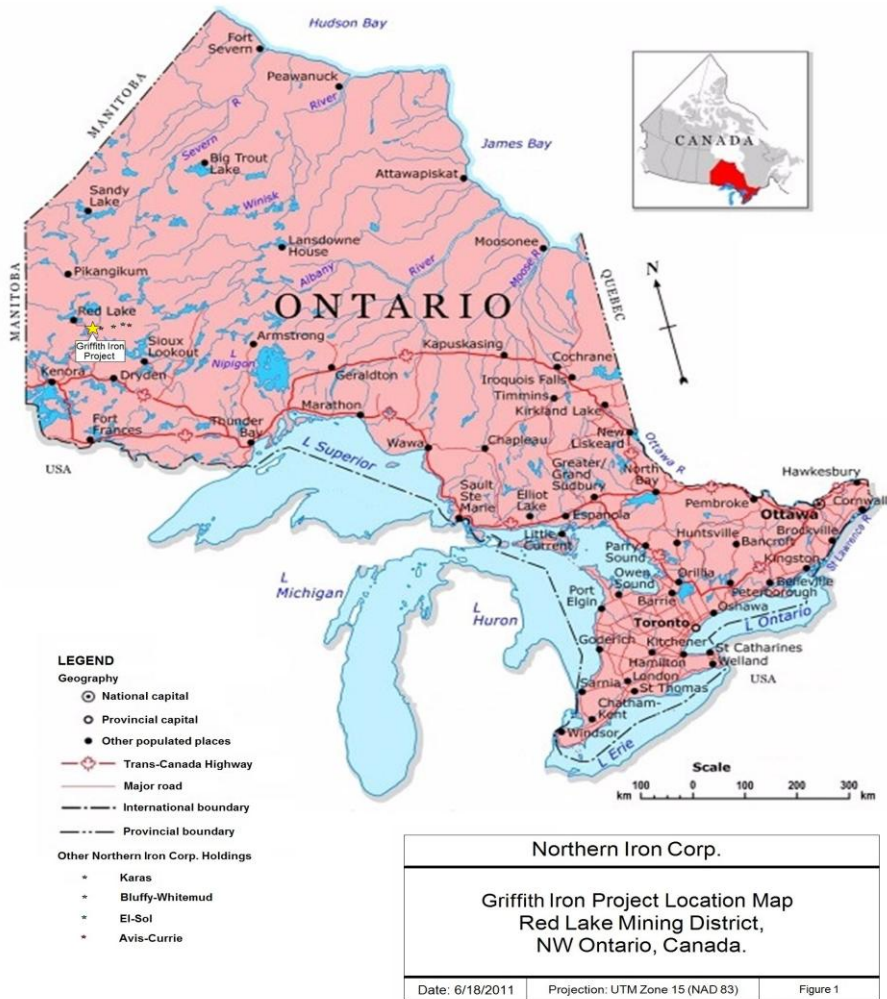 Hudson Bay
Fort
Severn
Peawanuck
MANITOBA
R
River
Severn
Big Trout
Lake
James Bay
Attawapiskat
CANADA
Sandy
Lake
Winisk
Lansdowne
House
Moosonee
Albany
River
Moose R
QUEBEC
MANITOBA
Pikangikum
N
ONTARIO
Red Lake
Griffith Iron
Project
Sioux
Lookout
Armstrong
L
Nipigon
Kapuskasing
Cochrane
Kenora
Dryden
Geraldton
Iroquois Falls
Timmins
Kirkland Lake
Marathon
Fort
Frances
Thunder
Bay
Wawa
Chapleau
New
Liskeard
Ottawa R
USA
L Superior
Greater/
Grand
Sudbury
North
Bay
Hawkesbury
Sault
Ste
Marie
Elliot
Lake
Espanola
Pembroke
Ottawa
Cornwall
Little
Current
Parry
Sound
Huntsville
Bancroft
Brockville
Kingston
St Lawrence R
L
Michigan
L
Huron
Owen
Sound
Orillia
Belleville
Port
Elgin
Barrie
Peterborough
Oshawa
Toronto
L Ontario
Goderich
Kitchener
St Catharines
Hamilton
Welland
USA
London
Sarnia
St Thomas
Chatham-
Kent
Windsor
L Erie
LEGEND
Geography
National capital
Provincial capital
Other populated places
Trans-Canada Highway
Major road
International boundary
Provincial boundary
Other Northern Iron Corp. Holdings
Karas
Bluffy-Whitemud
El-Sol
Avis-Currie
Scale
km 100 0 100 200 300 km
Northern Iron Corp.
Griffith Iron Project Location Map
Red Lake Mining District,
NW Ontario, Canada.
Date: 6/18/2011
Projection: UTM Zone 15 (NAD 83)
Figure 1